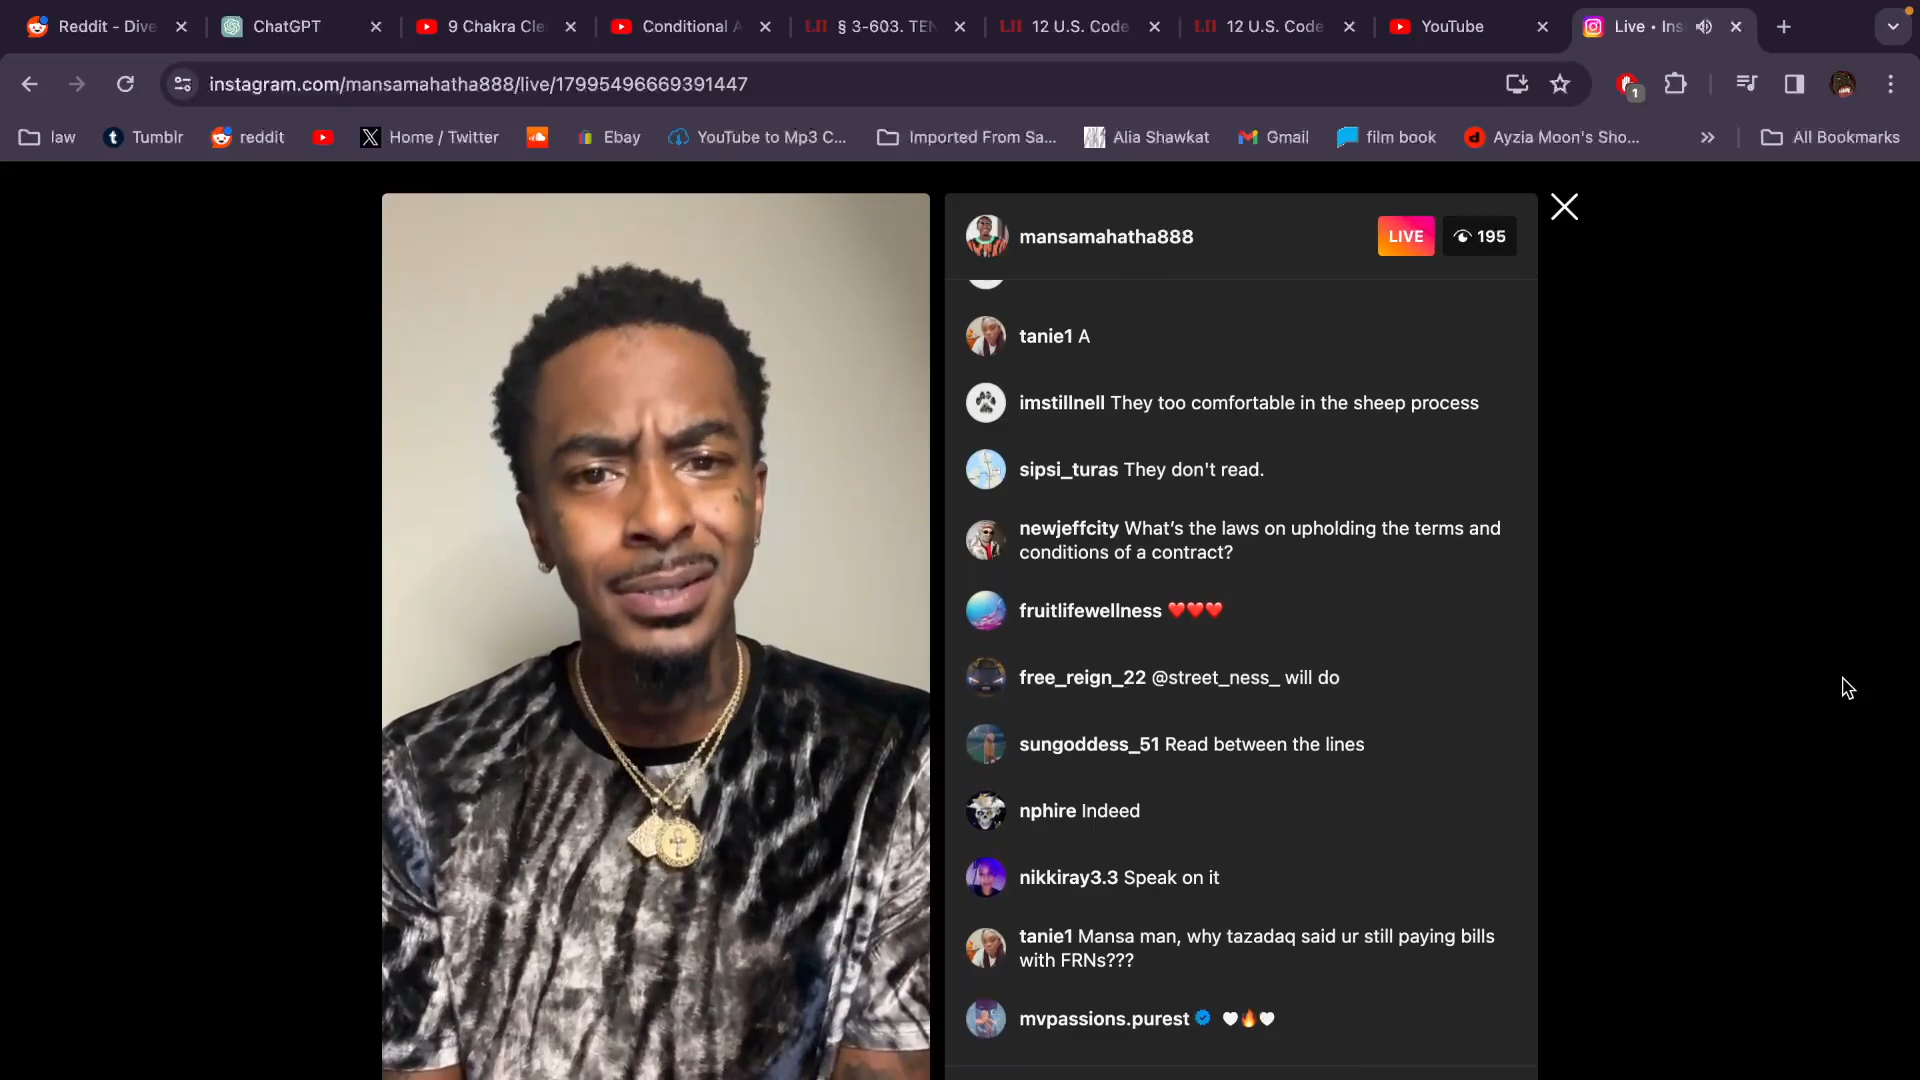 Reddit - Dive
ChatGPT
9 Chakra Cle
Conditional A
LII § 3-603. TEN
LII 12 U.S. Code
LII 12 U.S. Code
YouTube
Live • Ins
instagram.com/mansamahatha888/live/17995496669391447
1
law
Tumblr
reddit
Home / Twitter
Ebay
YouTube to Mp3 C...
Imported From Sa...
Alia Shawkat
Gmail
film book
Ayzia Moon's Sho...
All Bookmarks
mansamahatha888
LIVE
195
tanie1 A
imstillnell They too comfortable in the sheep process
sipsi_turas They don't read.
newjeffcity What's the laws on upholding the terms and
conditions of a contract?
fruitlifewellness ❤️❤️❤️
free_reign_22 @street_ness_ will do
sungoddess_51 Read between the lines
nphire Indeed
nikkiray3.3 Speak on it
tanie1 Mansa man, why tazadaq said ur still paying bills
with FRNs???
mvpassions.purest 🤍🔥🤍